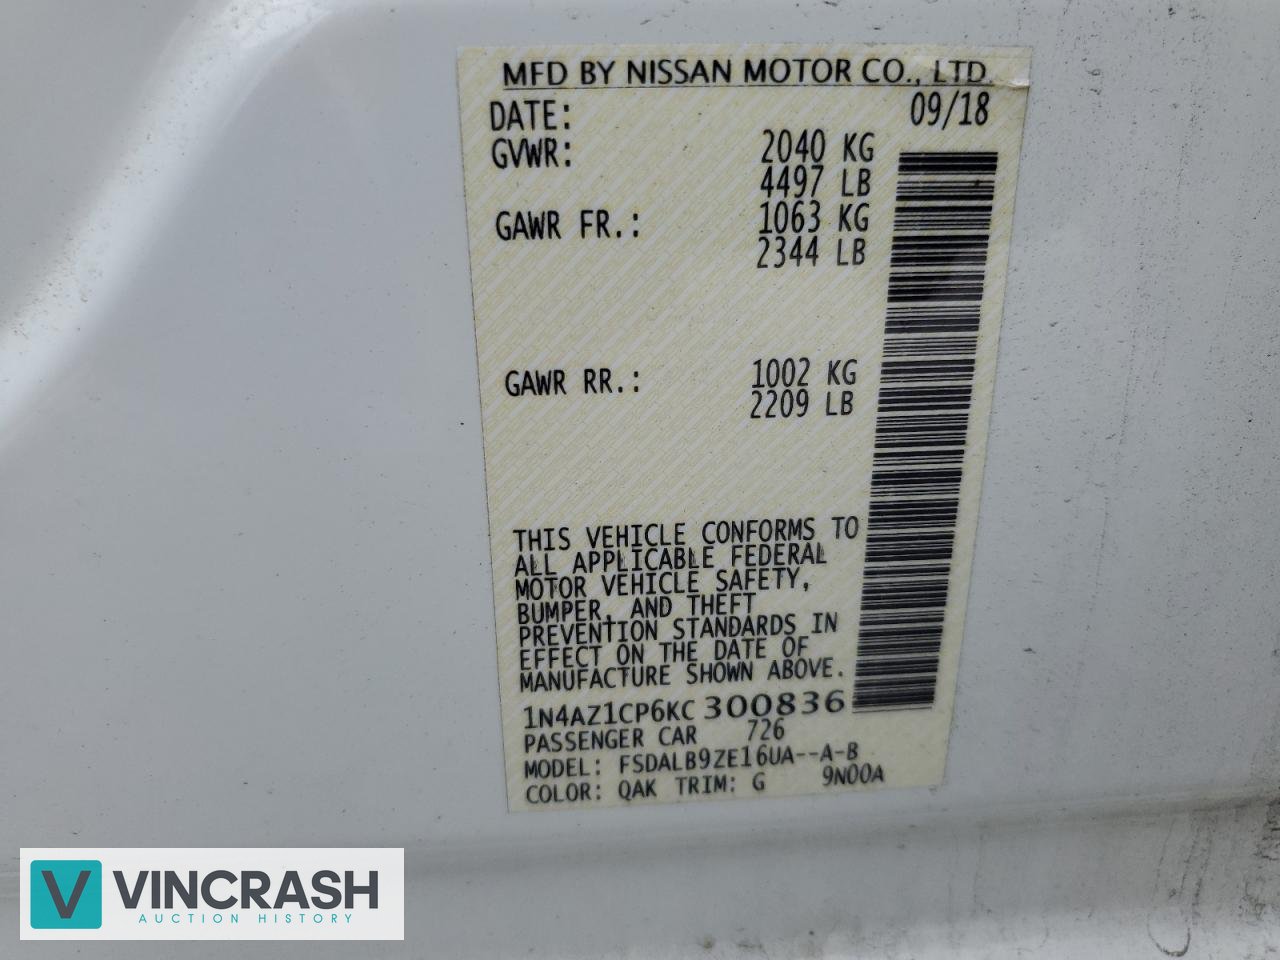 MFD BY NISSAN MOTOR CO., LTD.
DATE: 09/18
GVWR: 2040 KG
4497 LB
GAWR FR.: 1063 KG
2344 LB
GAWR RR.: 1002 KG
2209 LB
THIS VEHICLE CONFORMS TO
ALL APPLICABLE FEDERAL
MOTOR VEHICLE SAFETY,
BUMPER, AND THEFT
PREVENTION STANDARDS IN
EFFECT ON THE DATE OF
MANUFACTURE SHOWN ABOVE.
1N4AZ1CP6KC 300836
PASSENGER CAR 726
MODEL: FSDALB9ZE16UA--A-B
COLOR: QAK TRIM: G 9N00A
V VINCRASH
AUCTION HISTORY